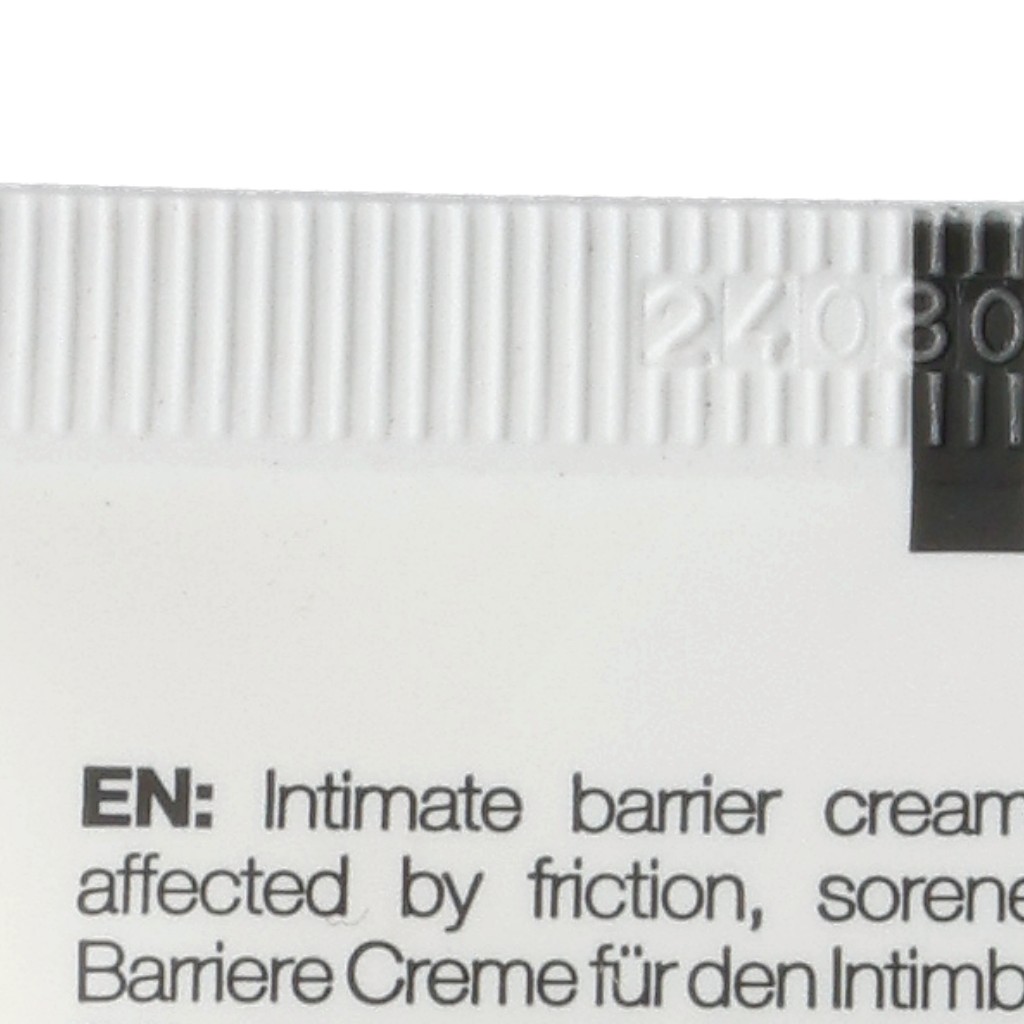 24080
EN: Intimate barrier cream
affected by friction, sorene
Barriere Creme für den Intimb